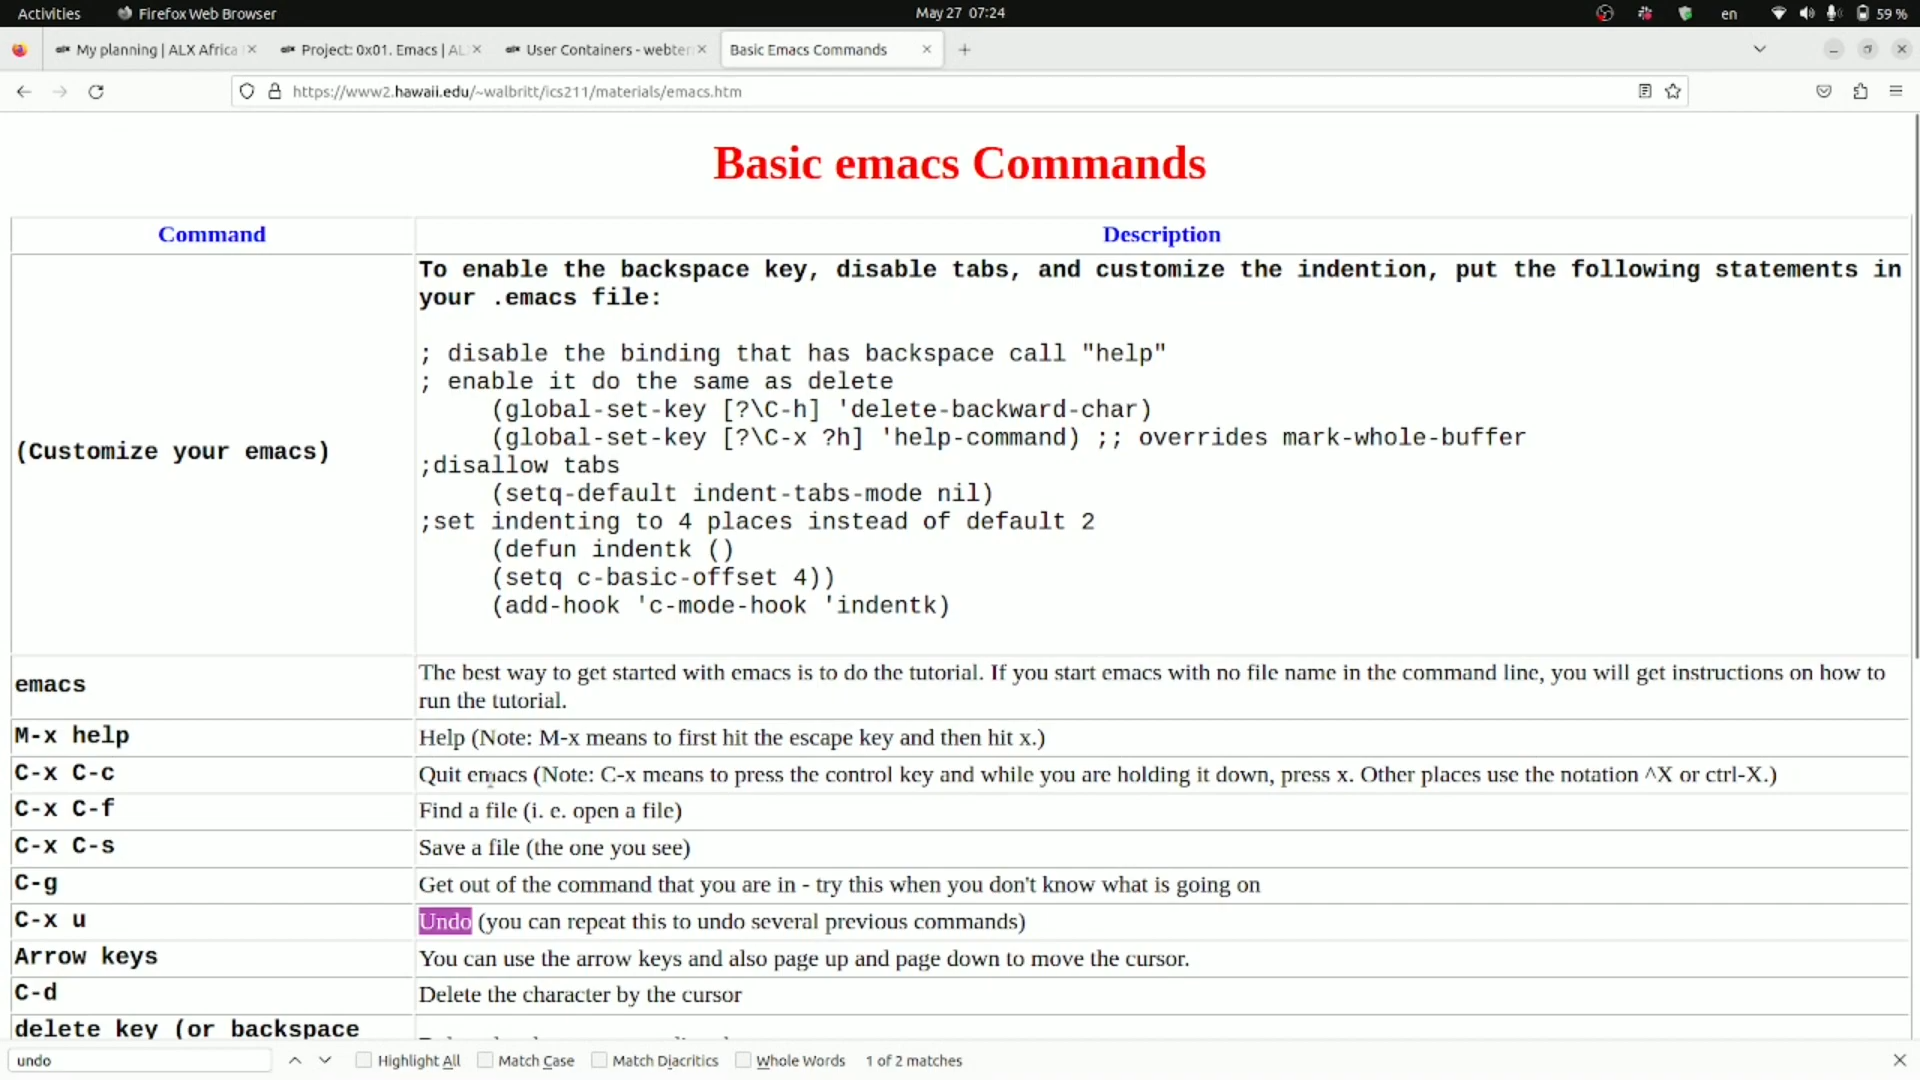 Activities Firefox Web Browser May 27 07:24 en 59 %
My planning | ALX Africa Project: 0x01. Emacs | AL User Containers - webter Basic Emacs Commands
https://www2.hawaii.edu/~walbritt/ics211/materials/emacs.htm
Basic emacs Commands
Command Description
(Customize your emacs)
To enable the backspace key, disable tabs, and customize the indention, put the following statements in
your .emacs file:
; disable the binding that has backspace call "help"
; enable it do the same as delete
(global-set-key [?\C-h] 'delete-backward-char)
(global-set-key [?\C-x ?h] 'help-command) ;; overrides mark-whole-buffer
;disallow tabs
(setq-default indent-tabs-mode nil)
;set indenting to 4 places instead of default 2
(defun indentk ()
(setq c-basic-offset 4))
(add-hook 'c-mode-hook 'indentk)
emacs
The best way to get started with emacs is to do the tutorial. If you start emacs with no file name in the command line, you will get instructions on how to
run the tutorial.
M-x help Help (Note: M-x means to first hit the escape key and then hit x.)
C-x C-c Quit emacs (Note: C-x means to press the control key and while you are holding it down, press x. Other places use the notation ^X or ctrl-X.)
C-x C-f Find a file (i. e. open a file)
C-x C-s Save a file (the one you see)
C-g Get out of the command that you are in - try this when you don't know what is going on
C-x u Undo (you can repeat this to undo several previous commands)
Arrow keys You can use the arrow keys and also page up and page down to move the cursor.
C-d Delete the character by the cursor
delete key (or backspace
undo Highlight All Match Case Match Diacritics Whole Words 1 of 2 matches